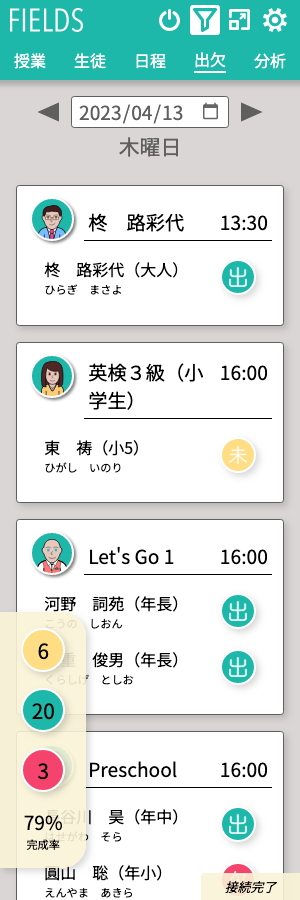 FIELDS
授業 生徒 日程 出欠 分析
2023/04/13
木曜日
柊 路彩代 13:30
柊 路彩代（大人） 出
ひらぎ まさよ
英検３級（小 16:00
学生）
東 祷（小5） 未
ひがし いのり
Let's Go 1 16:00
河野 詞苑（年長） 出
こうの しおん
俊男（年長） 出
くらしげ としお
6
20
3
79%
完成率
Preschool 16:00
長谷川 昊（年中） 出
はせがわ そら
圓山 聡（年小）
えんやま あきら
接続完了